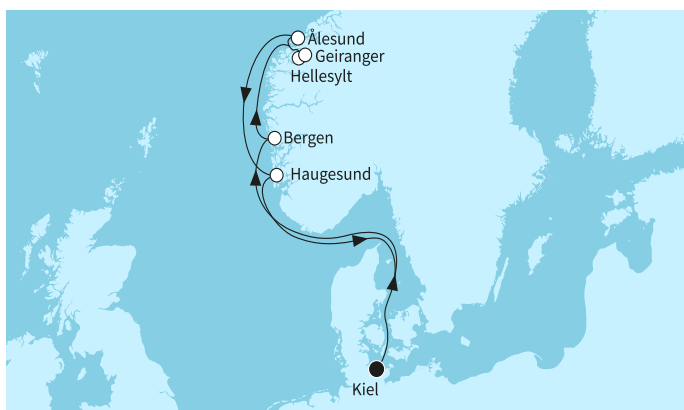 Ålesund
Geiranger
Hellesylt
Bergen
Haugesund
Kiel